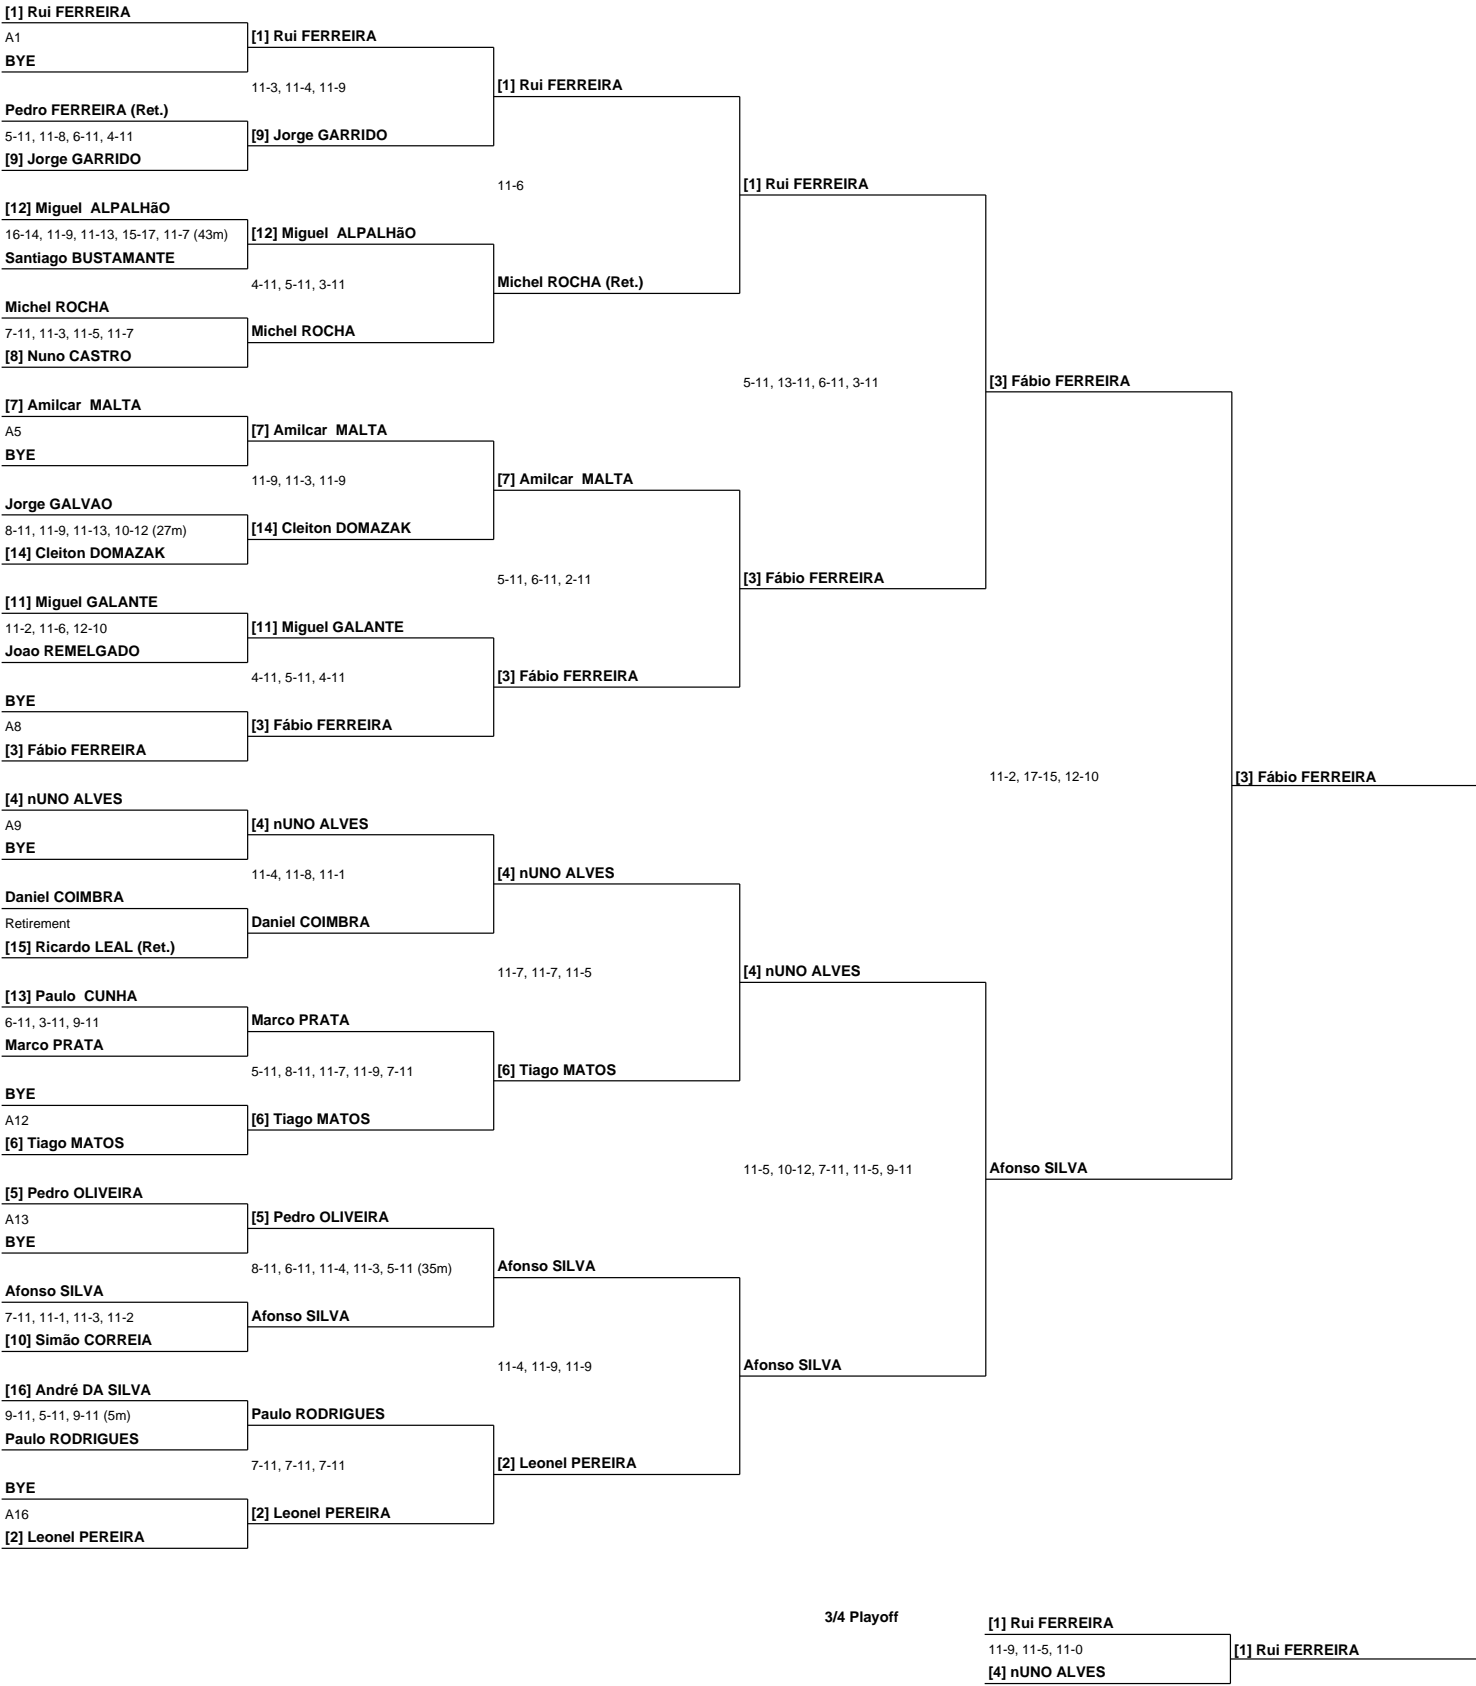 [1] Rui FERREIRA
A1
BYE
Pedro FERREIRA (Ret.)
5-11, 11-8, 6-11, 4-11
[9] Jorge GARRIDO
[12] Miguel  ALPALHãO
16-14, 11-9, 11-13, 15-17, 11-7 (43m)
Santiago BUSTAMANTE
Michel ROCHA
7-11, 11-3, 11-5, 11-7
[8] Nuno CASTRO
[7] Amilcar  MALTA
A5
BYE
Jorge GALVAO
8-11, 11-9, 11-13, 10-12 (27m)
[14] Cleiton DOMAZAK
[11] Miguel GALANTE
11-2, 11-6, 12-10
Joao REMELGADO
BYE
A8
[3] Fábio FERREIRA
[4] nUNO ALVES
A9
BYE
Daniel COIMBRA
Retirement
[15] Ricardo LEAL (Ret.)
[13] Paulo  CUNHA
6-11, 3-11, 9-11
Marco PRATA
BYE
A12
[6] Tiago MATOS
[5] Pedro OLIVEIRA
A13
BYE
Afonso SILVA
7-11, 11-1, 11-3, 11-2
[10] Simão CORREIA
[16] André DA SILVA
9-11, 5-11, 9-11 (5m)
Paulo RODRIGUES
BYE
A16
[2] Leonel PEREIRA
[1] Rui FERREIRA
11-3, 11-4, 11-9
[9] Jorge GARRIDO
[12] Miguel  ALPALHãO
4-11, 5-11, 3-11
Michel ROCHA
[7] Amilcar  MALTA
11-9, 11-3, 11-9
[14] Cleiton DOMAZAK
[11] Miguel GALANTE
4-11, 5-11, 4-11
[3] Fábio FERREIRA
[4] nUNO ALVES
11-4, 11-8, 11-1
Daniel COIMBRA
Marco PRATA
5-11, 8-11, 11-7, 11-9, 7-11
[6] Tiago MATOS
[5] Pedro OLIVEIRA
8-11, 6-11, 11-4, 11-3, 5-11 (35m)
Afonso SILVA
Paulo RODRIGUES
7-11, 7-11, 7-11
[2] Leonel PEREIRA
[1] Rui FERREIRA
11-6
Michel ROCHA (Ret.)
[7] Amilcar  MALTA
5-11, 6-11, 2-11
[3] Fábio FERREIRA
[4] nUNO ALVES
11-7, 11-7, 11-5
[6] Tiago MATOS
Afonso SILVA
11-4, 11-9, 11-9
[2] Leonel PEREIRA
[1] Rui FERREIRA
5-11, 13-11, 6-11, 3-11
[3] Fábio FERREIRA
[4] nUNO ALVES
11-5, 10-12, 7-11, 11-5, 9-11
Afonso SILVA
[3] Fábio FERREIRA
11-2, 17-15, 12-10
Afonso SILVA
[3] Fábio FERREIRA
3/4 Playoff
[1] Rui FERREIRA
11-9, 11-5, 11-0
[4] nUNO ALVES
[1] Rui FERREIRA